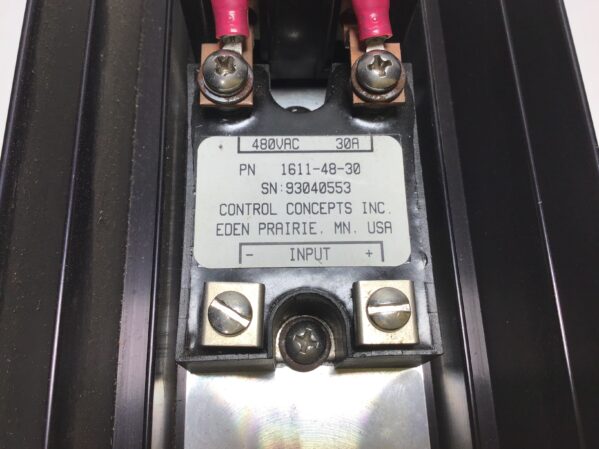 480VAC 30A
PN 1611-48-30
SN:93040553
CONTROL CONCEPTS INC.
EDEN PRAIRIE, MN. USA
- INPUT +